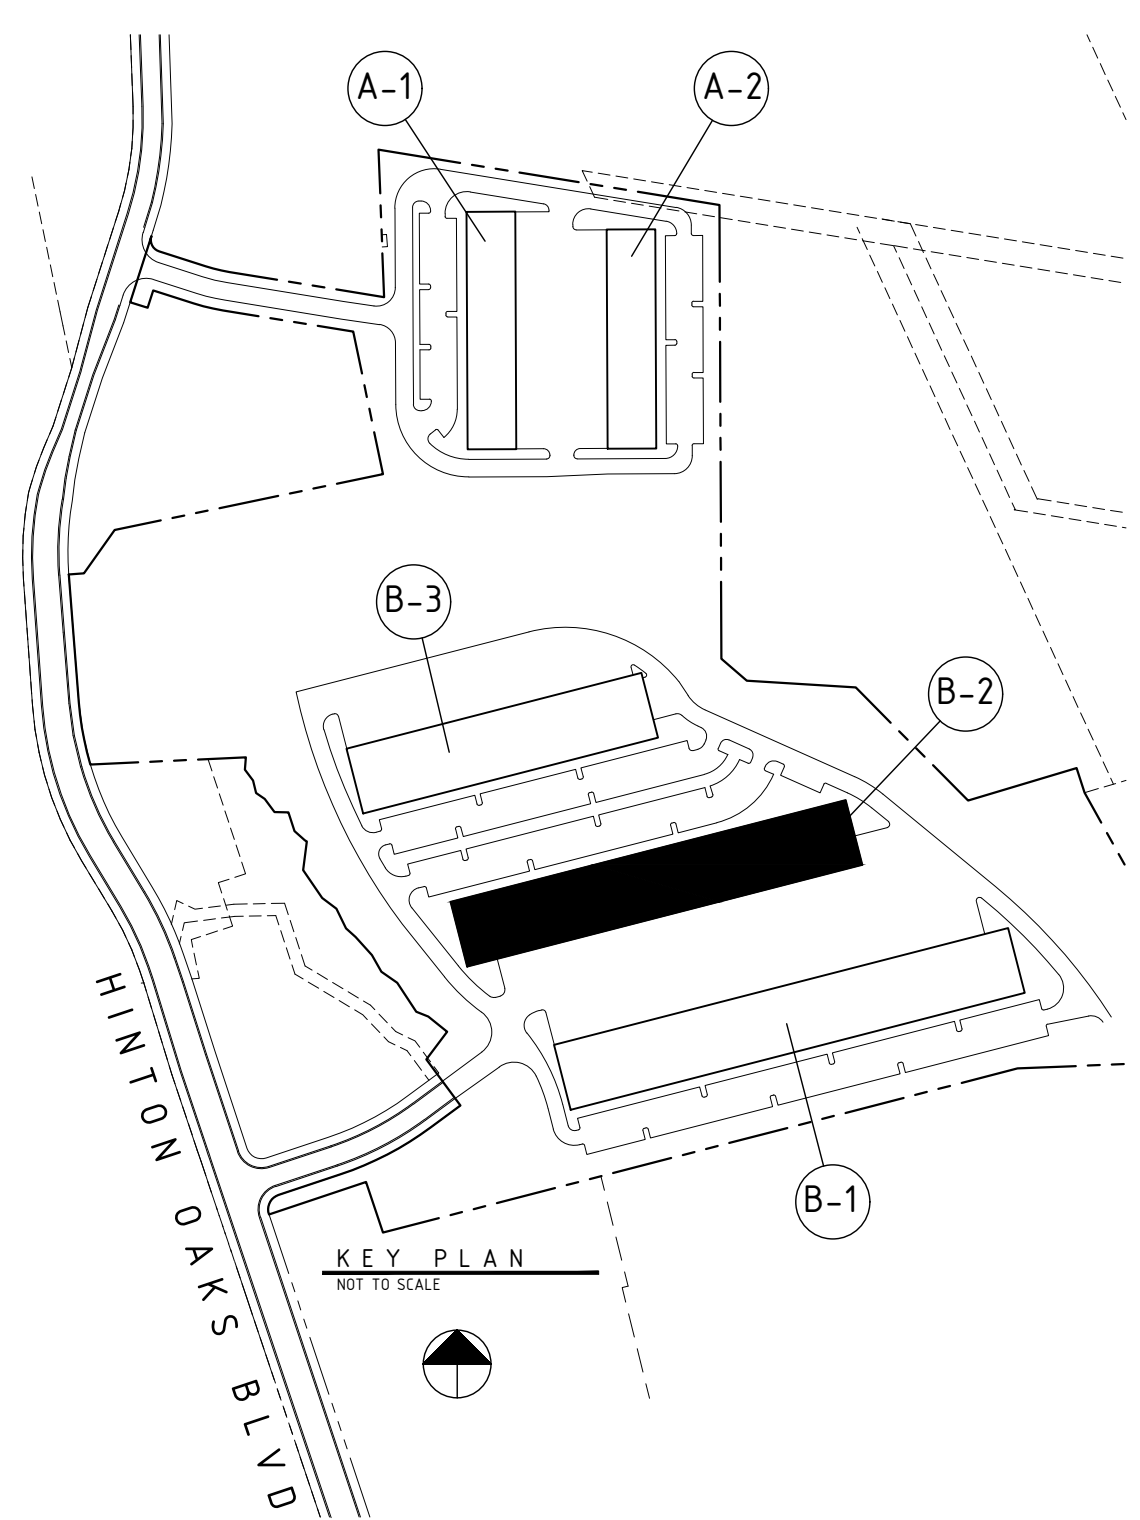 A-1
A-2
B-3
B-2
HINTON OAKS BLVD
B-1
KEY PLAN
NOT TO SCALE